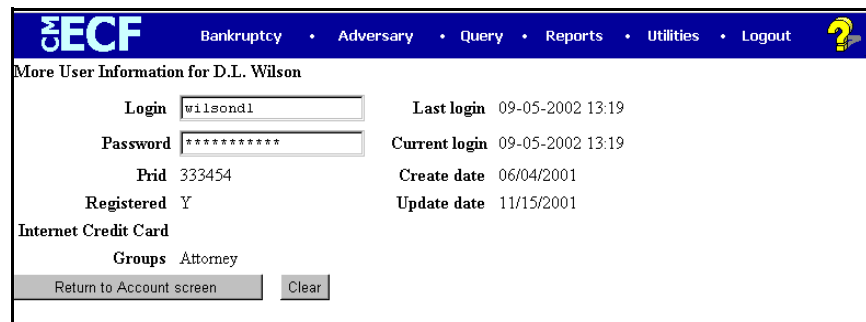 CM ECF Bankruptcy • Adversary • Query • Reports • Utilities • Logout ?
More User Information for D.L. Wilson
Login wilsondl Last login 09-05-2002 13:19
Password *********** Current login 09-05-2002 13:19
Prid 333454 Create date 06/04/2001
Registered Y Update date 11/15/2001
Internet Credit Card
Groups Attorney
Return to Account screen Clear